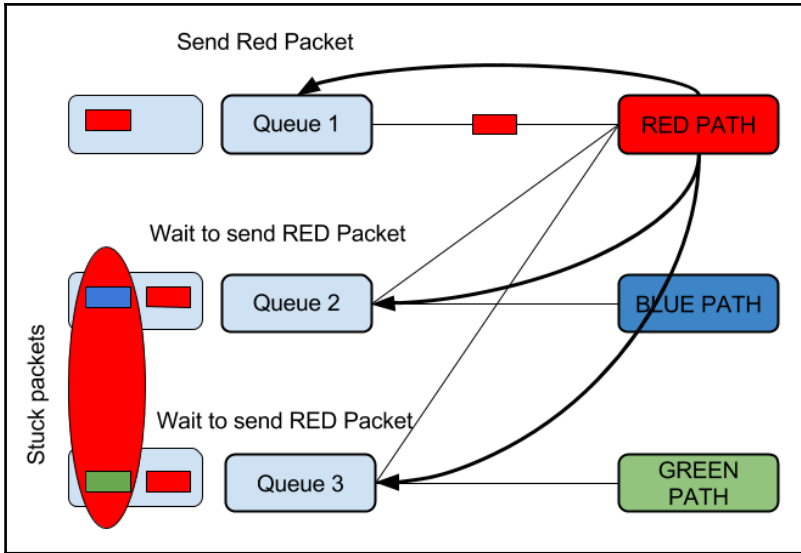 Send Red Packet
Queue 1
RED PATH
Wait to send RED Packet
Queue 2
BLUE PATH
Stuck packets
Wait to send RED Packet
Queue 3
GREEN
PATH